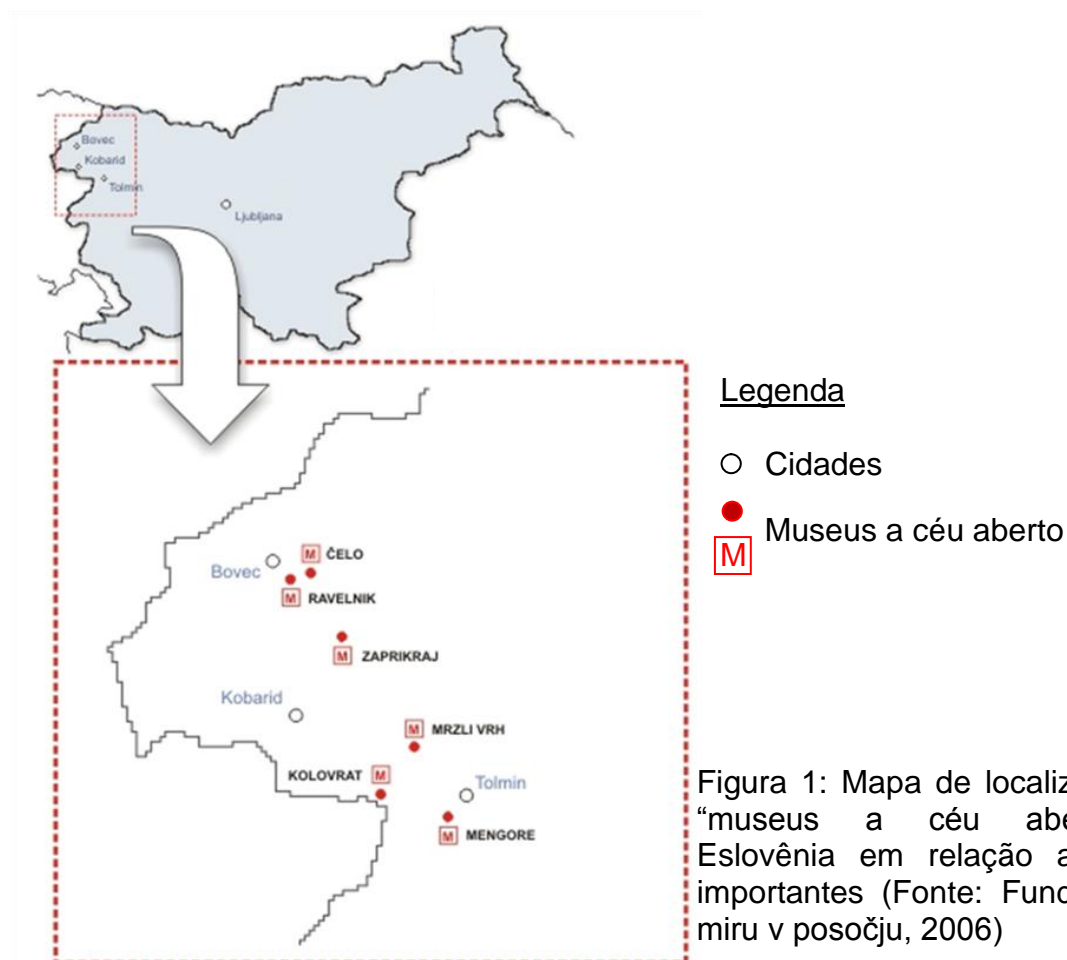 Bovec
Kobarid
Tolmin
Ljubljana
Legenda
Cidades
M Museus a céu aberto
M ČELO
Bovec
M RAVELNIK
M ZAPRIKRAJ
Kobarid
M MRZLI VRH
KOLOVRAT M
Tolmin
M MENGORE
Figura 1: Mapa de localiz
“museus a céu abe
Eslovênia em relação a
importantes (Fonte: Func
miru v posočju, 2006)